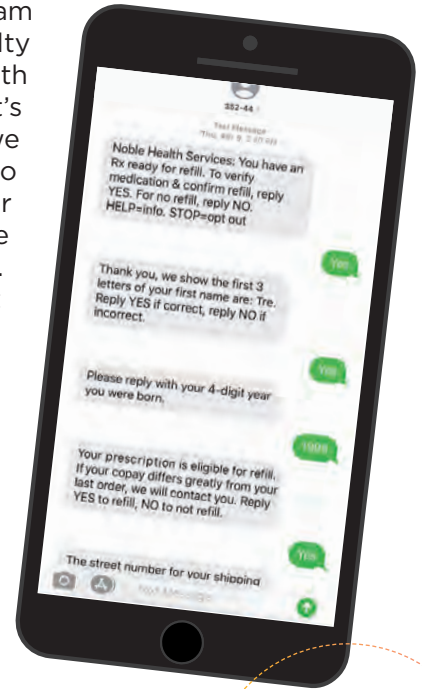 am
lty
th
t's
ve
o
r
e
.
352-44
Text Message
Noble Health Services: You have an
Rx ready for refill. To verify
medication & confirm refill, reply
YES. For no refill, reply NO.
HELP=info. STOP=opt out
Yes
Thank you, we show the first 3
letters of your first name are: Tre.
Reply YES if correct, reply NO if
incorrect.
Yes
Please reply with your 4-digit year
you were born.
1998
Your prescription is eligible for refill.
If your copay differs greatly from your
last order, we will contact you. Reply
YES to refill, NO to not refill.
Yes
The street number for your shipping
Text Message